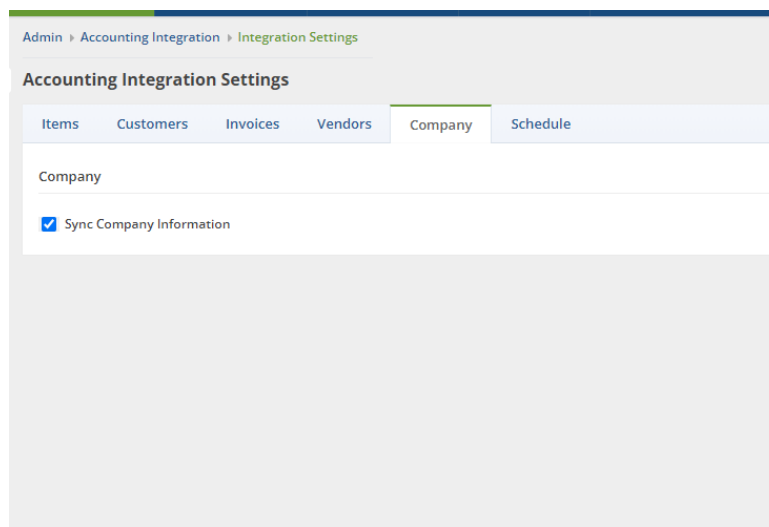 Admin Accounting Integration Integration Settings
Accounting Integration Settings
Items Customers Invoices Vendors Company Schedule
Company
Sync Company Information